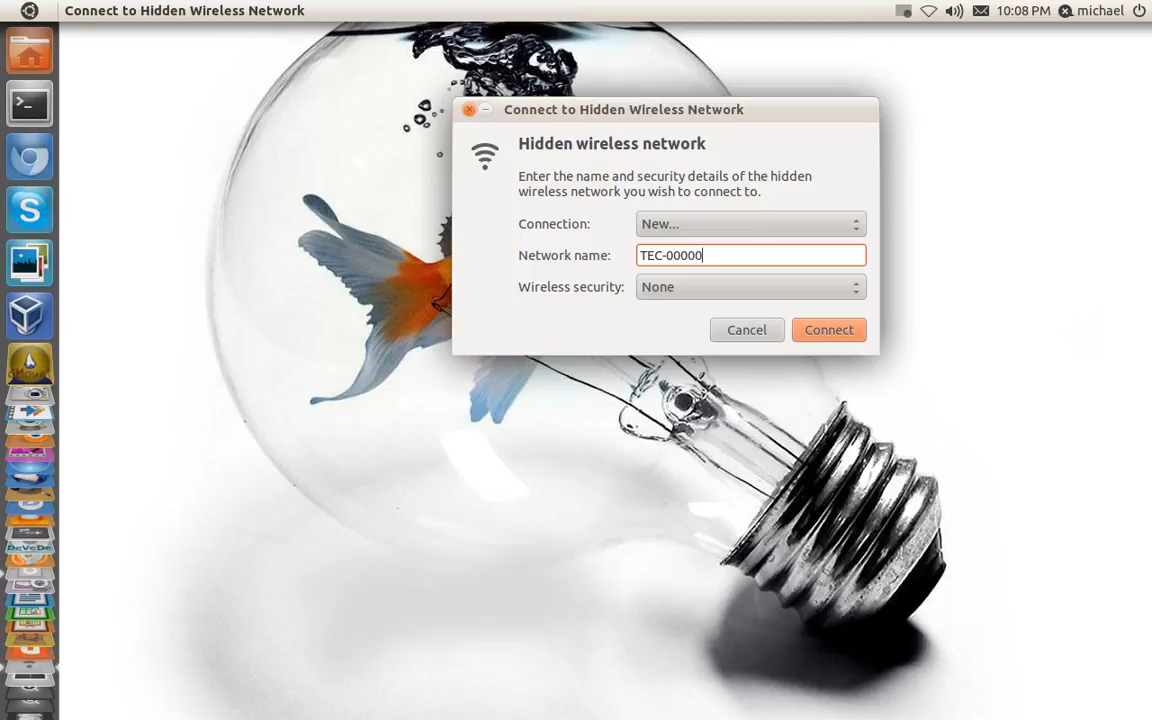 Connect to Hidden Wireless Network
10:08 PM
michael
Connect to Hidden Wireless Network
Hidden wireless network
Enter the name and security details of the hidden
wireless network you wish to connect to.
Connection: New...
Network name: TEC-00000
Wireless security: None
Cancel Connect
S
DeVeDe